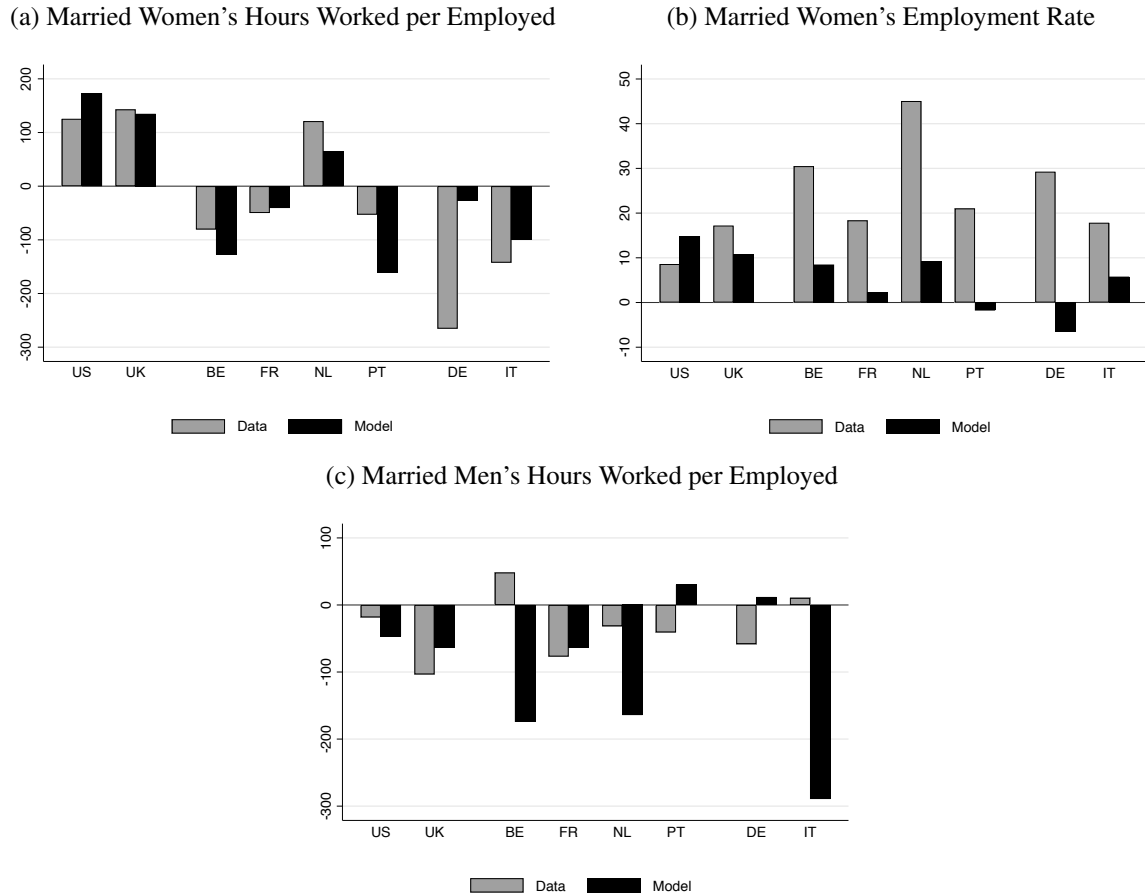 (a) Married Women’s Hours Worked per Employed
200
100
0
-100
-200
-300
US UK BE FR NL PT DE IT
Data Model
(b) Married Women’s Employment Rate
50
40
30
20
10
0
-10
US UK BE FR NL PT DE IT
Data Model
(c) Married Men’s Hours Worked per Employed
100
0
-100
-200
-300
US UK BE FR NL PT DE IT
Data Model